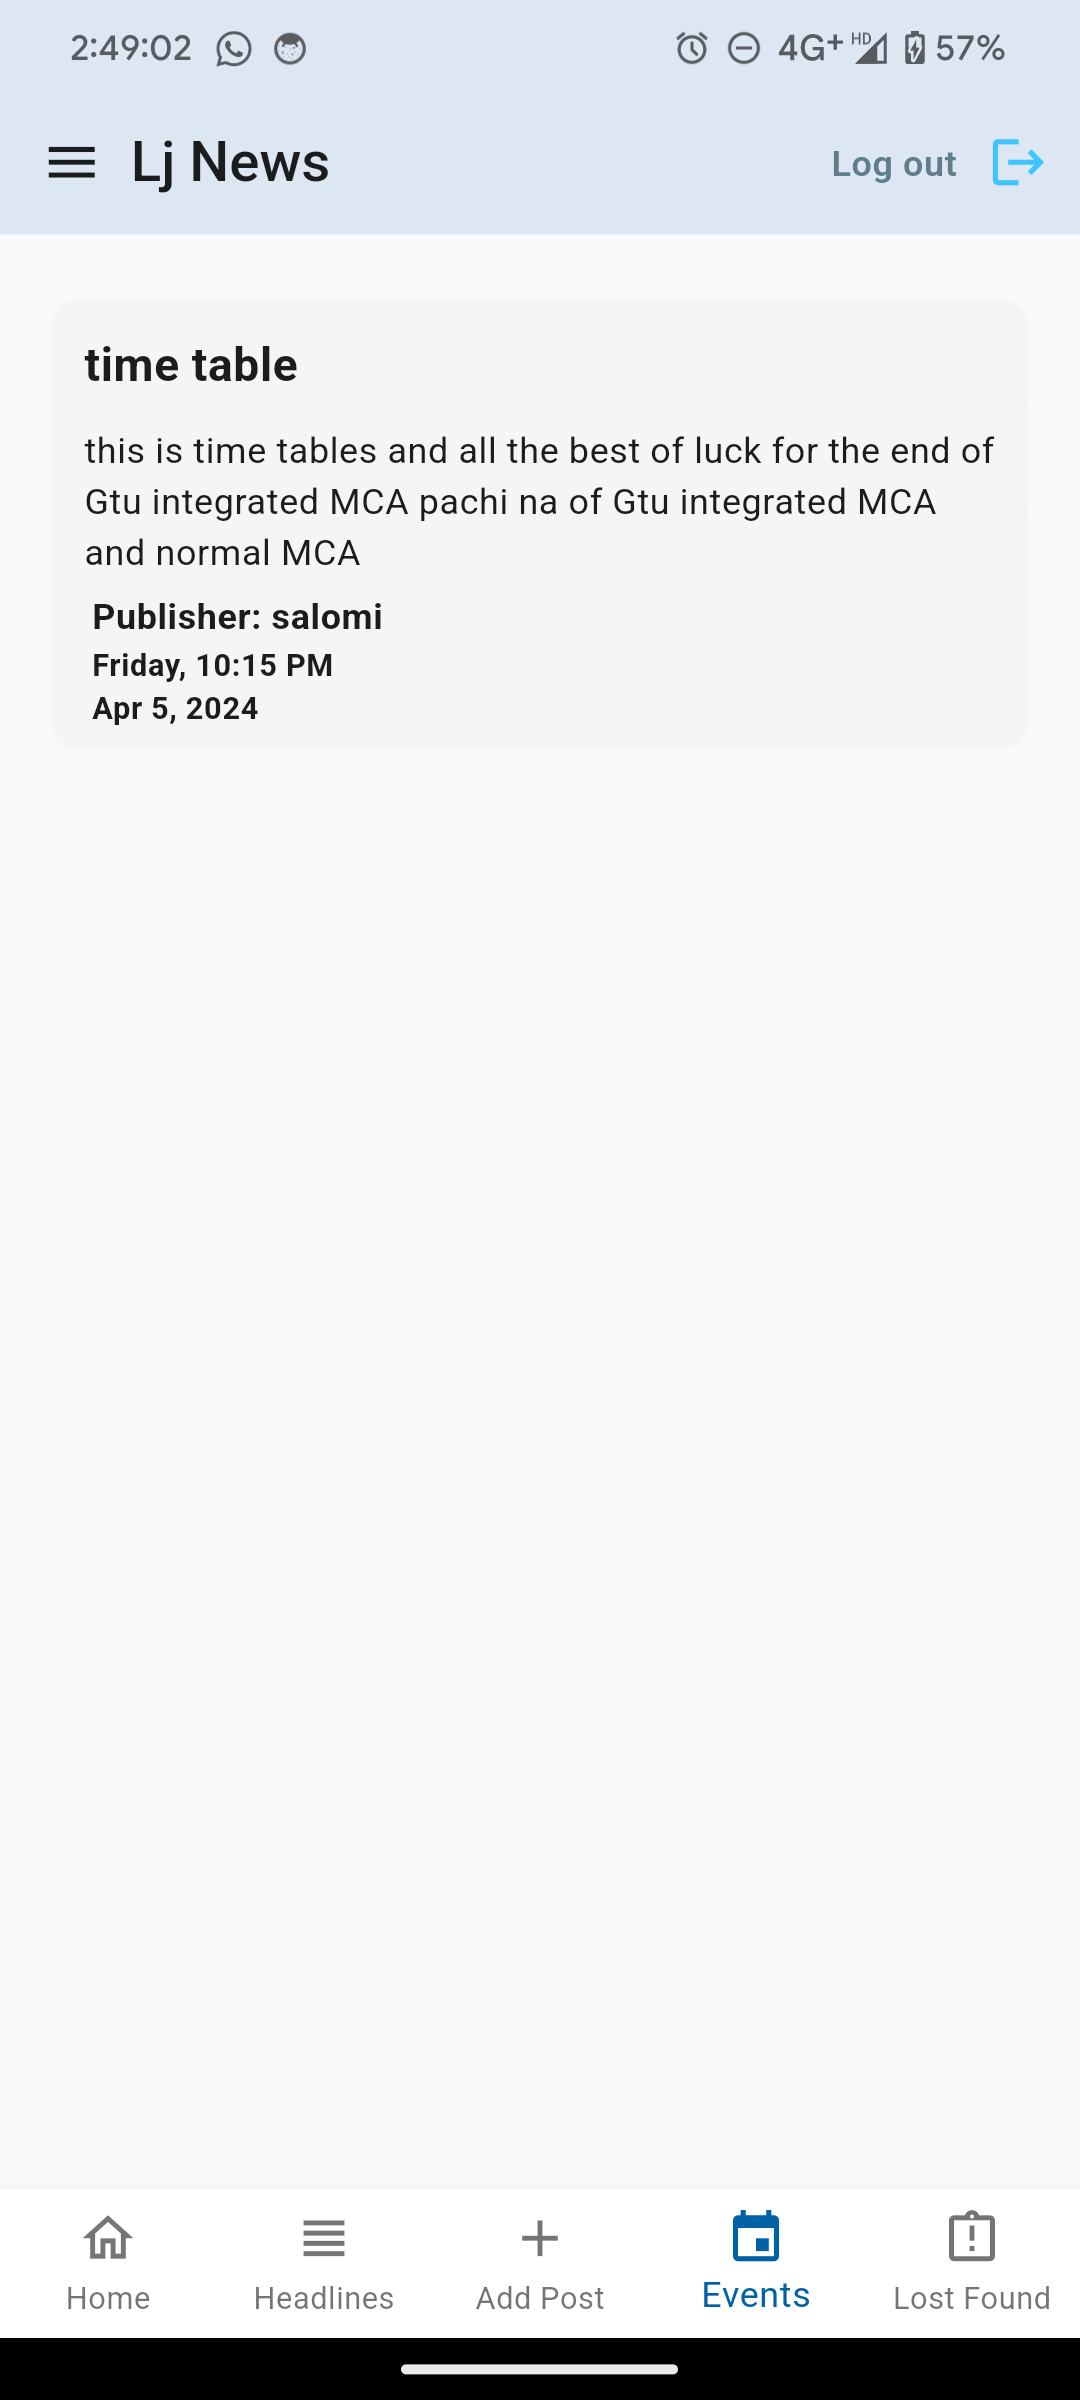 2:49:02 4G+ HD 57%
Lj News Log out
time table
this is time tables and all the best of luck for the end of
Gtu integrated MCA pachi na of Gtu integrated MCA
and normal MCA
Publisher: salomi
Friday, 10:15 PM
Apr 5, 2024
Home Headlines Add Post Events Lost Found